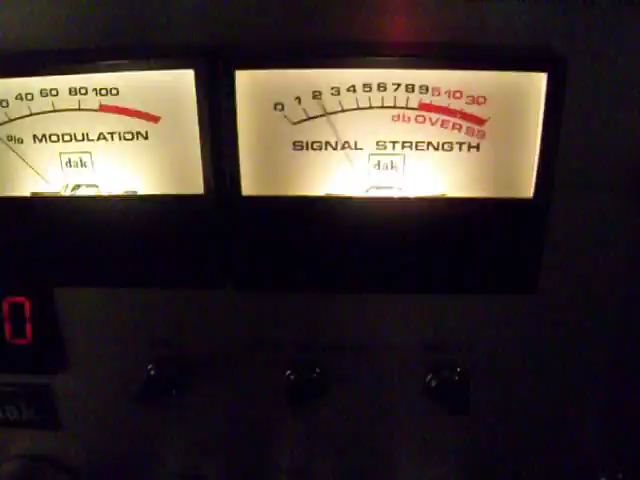 40 60 80 100
% MODULATION
dak
0 1 2 3 4 5 6 7 8 9 5 10 30
db OVER S9
SIGNAL STRENGTH
dak
0